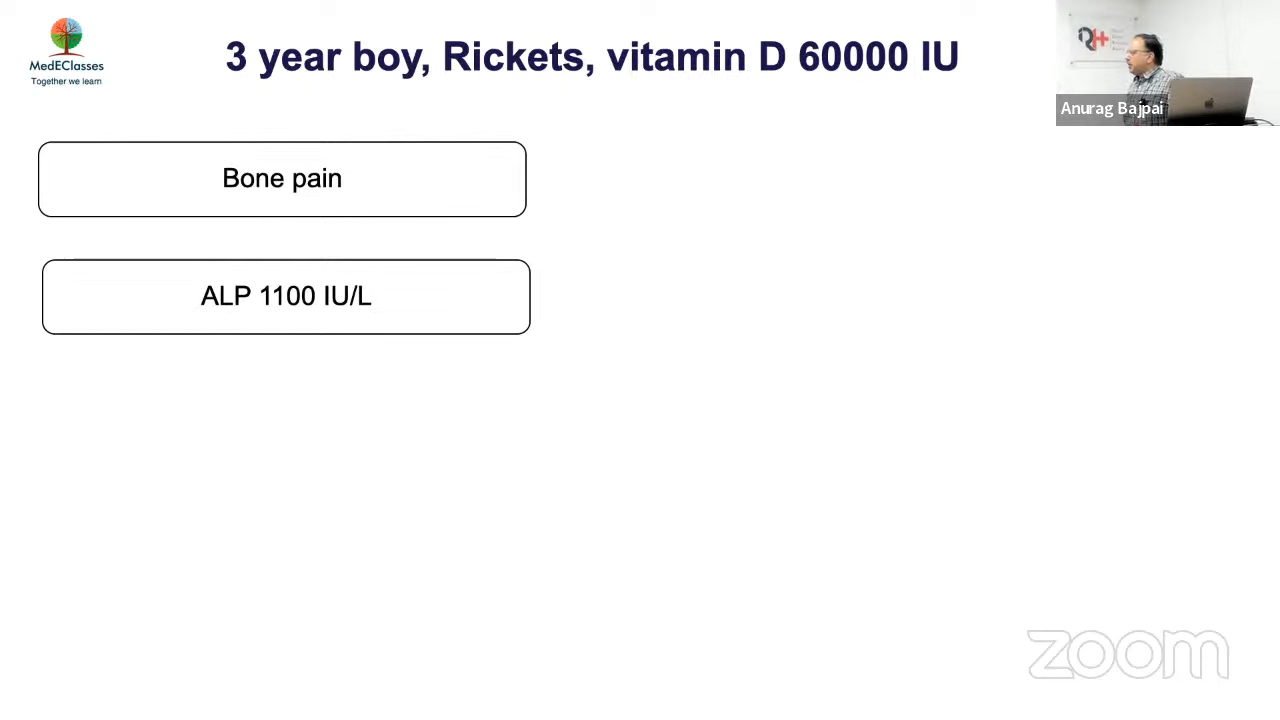 MedEClasses
Together we learn
3 year boy, Rickets, vitamin D 60000 IU
Anurag Bajpai
Bone pain
ALP 1100 IU/L
zoom